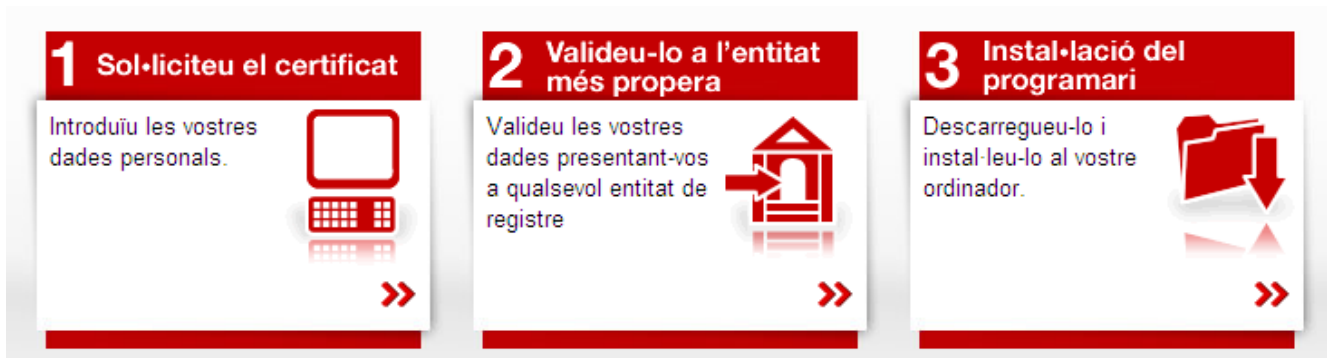 1 Sol•liciteu el certificat
Introduïu les vostres
dades personals.
2 Valideu-lo a l'entitat
més propera
Valideu les vostres
dades presentant-vos
a qualsevol entitat de
registre
3 Instal•lació del
programari
Descarregueu-lo i
instal·leu-lo al vostre
ordinador.